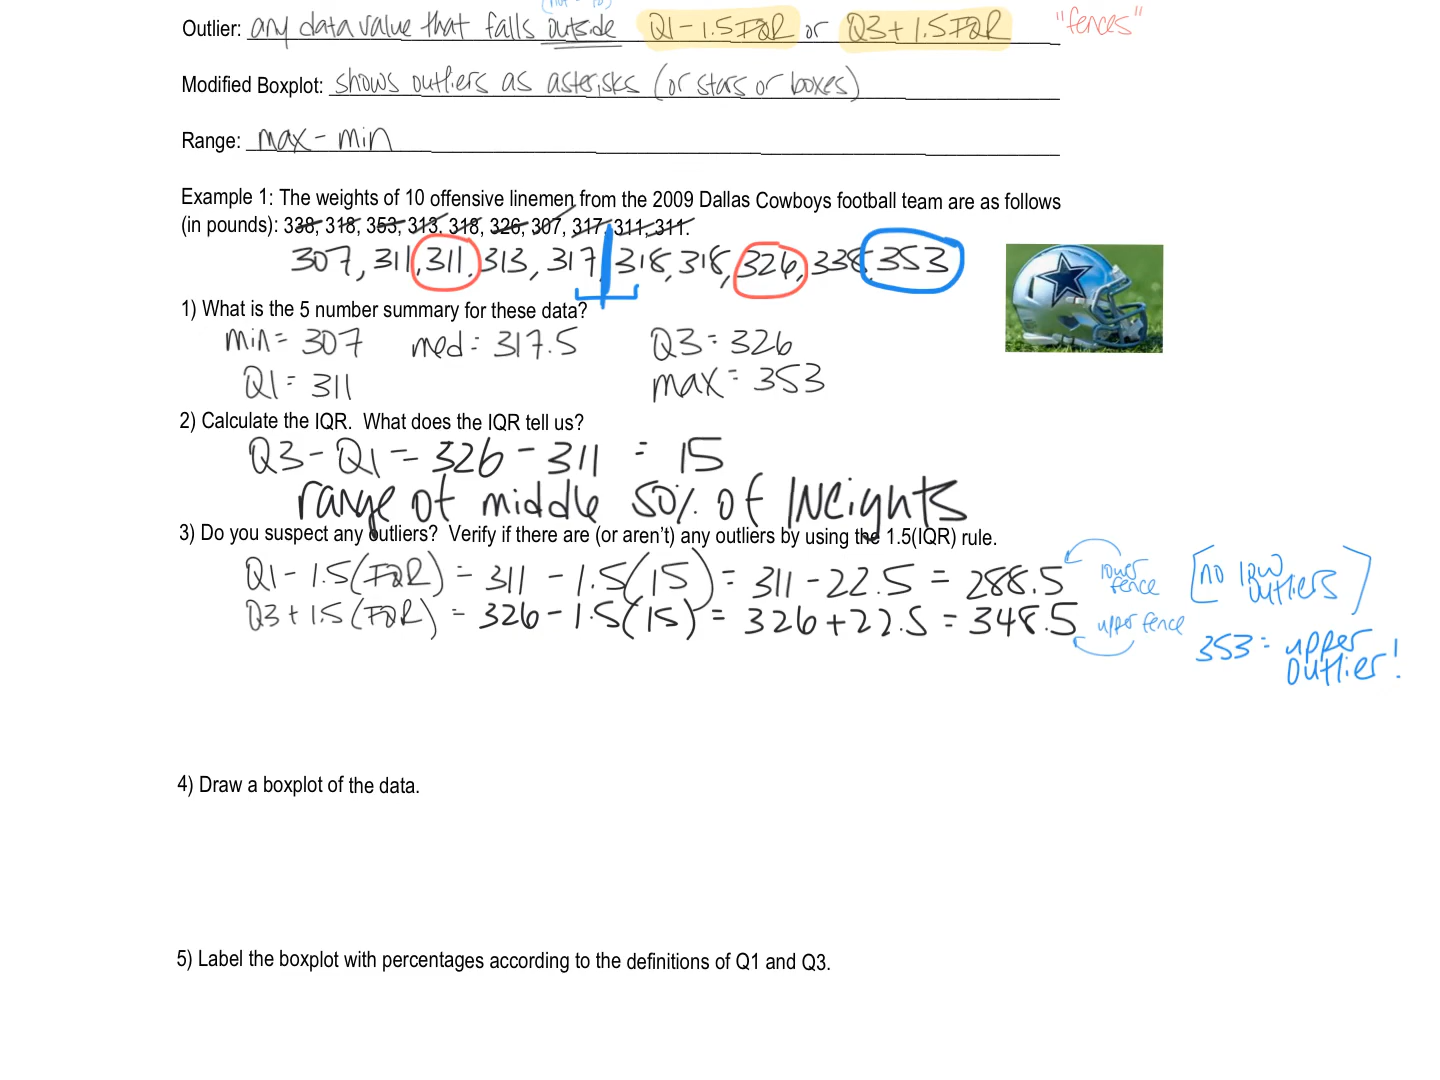 Outlier: any data value that falls outside Q1-1.5IQR or Q3+1.5IQR "fences"
Modified Boxplot: shows outliers as asterisks (or stars or boxes)
Range: max - min
Example 1: The weights of 10 offensive linemen from the 2009 Dallas Cowboys football team are as follows
(in pounds): 338, 318, 353, 313, 318, 326, 307, 317, 311, 311.
307, 311, 311, 313, 317, 318, 318, 326, 338, 353
1) What is the 5 number summary for these data?
min = 307 med = 317.5 Q3 = 326
Q1 = 311 max = 353
2) Calculate the IQR. What does the IQR tell us?
Q3 - Q1 = 326 - 311 = 15
range of middle 50% of weights
3) Do you suspect any outliers? Verify if there are (or aren't) any outliers by using the 1.5(IQR) rule.
Q1 - 1.5(IQR) = 311 - 1.5(15) = 311 - 22.5 = 288.5 lower fence [no low outliers]
Q3 + 1.5(IQR) = 326 - 1.5(15) = 326 + 22.5 = 348.5 upper fence
353 = upper outlier!
4) Draw a boxplot of the data.
5) Label the boxplot with percentages according to the definitions of Q1 and Q3.